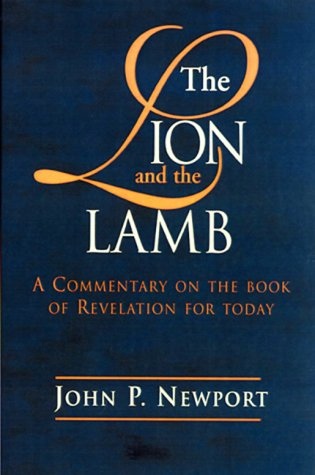 The
LION
and the
LAMB
A COMMENTARY ON THE BOOK
OF REVELATION FOR TODAY
JOHN P. NEWPORT